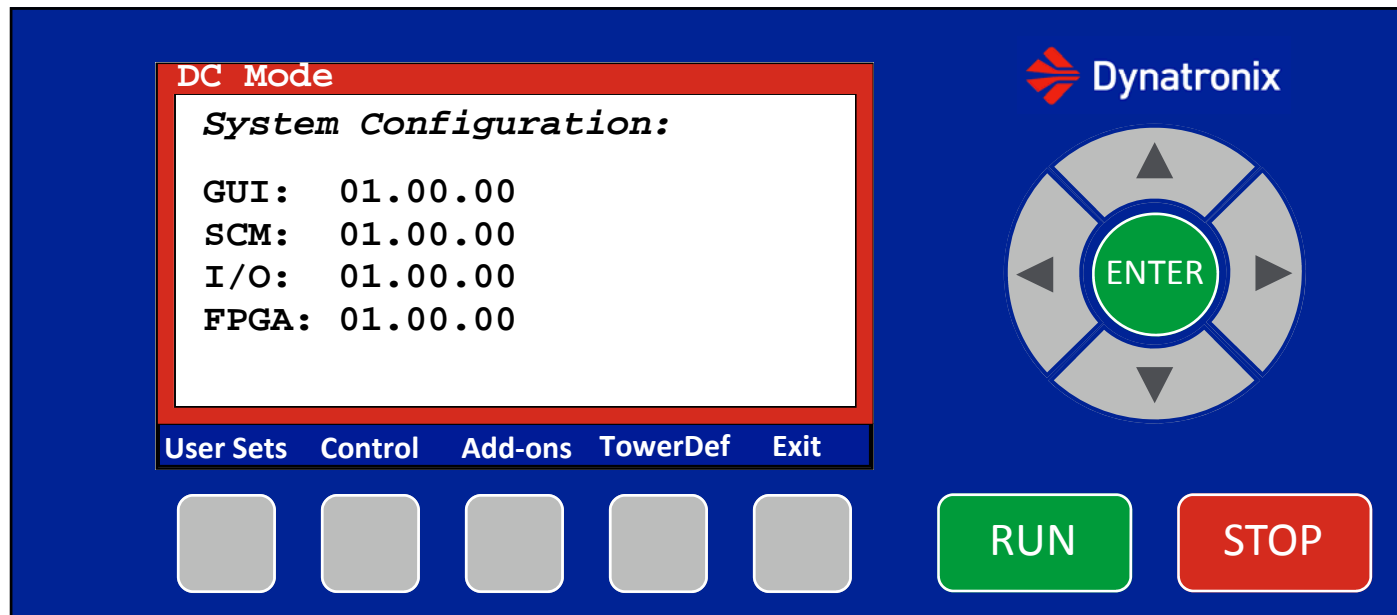 DC Mode
System Configuration:
GUI: 01.00.00
SCM: 01.00.00
I/O: 01.00.00
FPGA: 01.00.00
User Sets Control Add-ons TowerDef Exit
Dynatronix
ENTER
RUN STOP